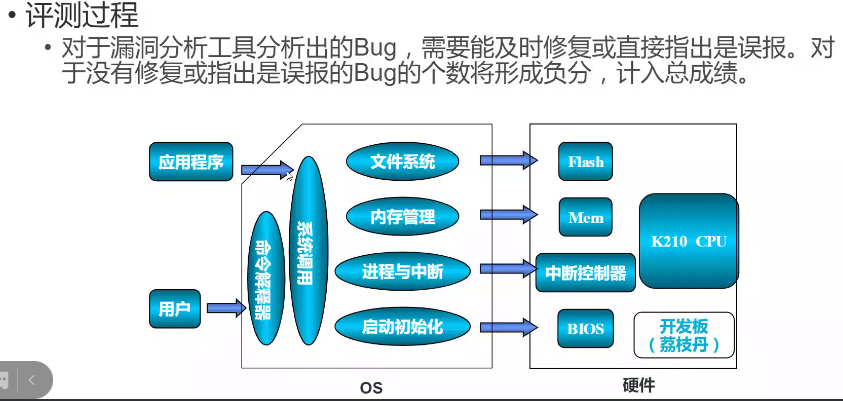 • 评测过程
• 对于漏洞分析工具分析出的Bug，需要能及时修复或直接指出是误报。对
于没有修复或指出是误报的Bug的个数将形成负分，计入总成绩。
应用程序
文件系统
Flash
系统调用
内存管理
Mem
K210 CPU
命令解释器
进程与中断
中断控制器
用户
启动初始化
BIOS
开发板
（荔枝丹）
OS
硬件